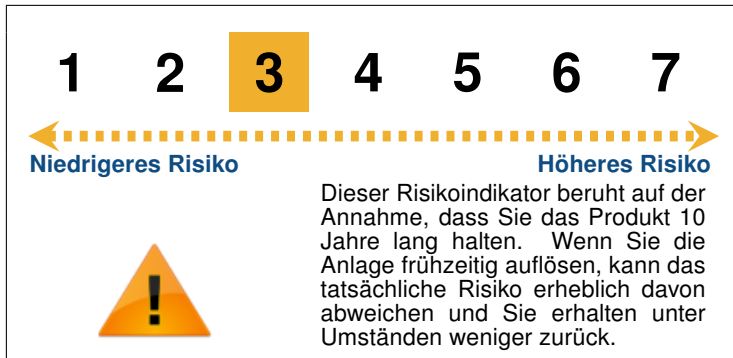 1 2 3 4 5 6 7
Niedrigeres Risiko Höheres Risiko
Dieser Risikoindikator beruht auf der
Annahme, dass Sie das Produkt 10
Jahre lang halten. Wenn Sie die
Anlage frühzeitig auflösen, kann das
tatsächliche Risiko erheblich davon
abweichen und Sie erhalten unter
Umständen weniger zurück.
!